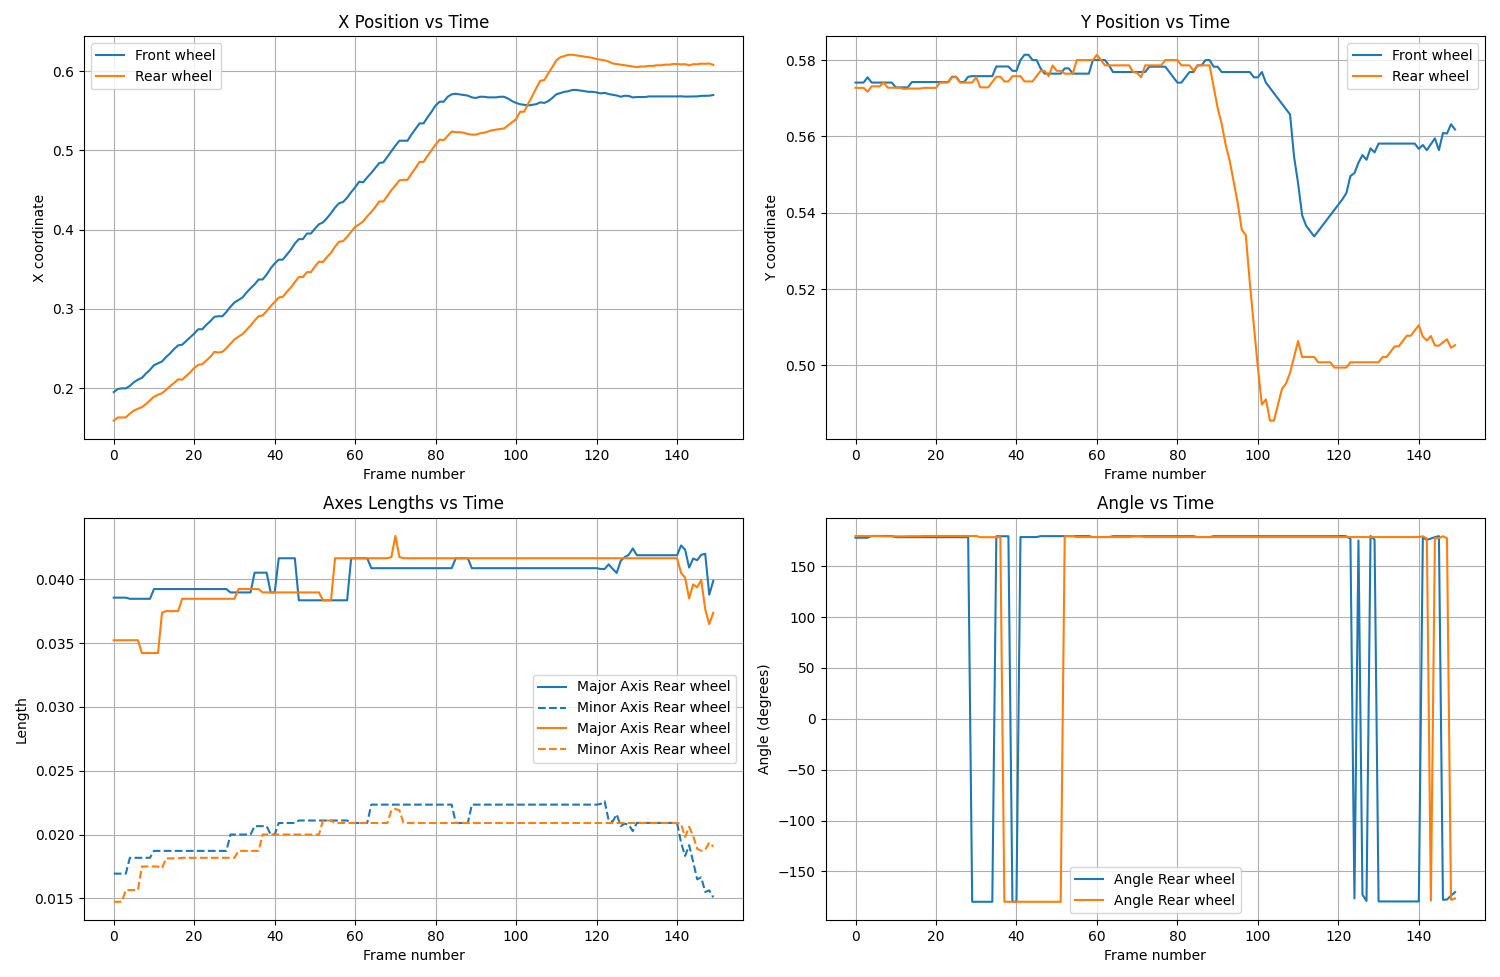 X Position vs Time
Front wheel
Rear wheel
X coordinate
0.6
0.5
0.4
0.3
0.2
0 20 40 60 80 100 120 140
Frame number
Y Position vs Time
Front wheel
Rear wheel
Y coordinate
0.58
0.56
0.54
0.52
0.50
0 20 40 60 80 100 120 140
Frame number
Axes Lengths vs Time
Length
0.040
0.035
0.030
0.025
0.020
0.015
Major Axis Rear wheel
Minor Axis Rear wheel
Major Axis Rear wheel
Minor Axis Rear wheel
0 20 40 60 80 100 120 140
Frame number
Angle vs Time
Angle (degrees)
150
100
50
0
−50
−100
−150
Angle Rear wheel
Angle Rear wheel
0 20 40 60 80 100 120 140
Frame number